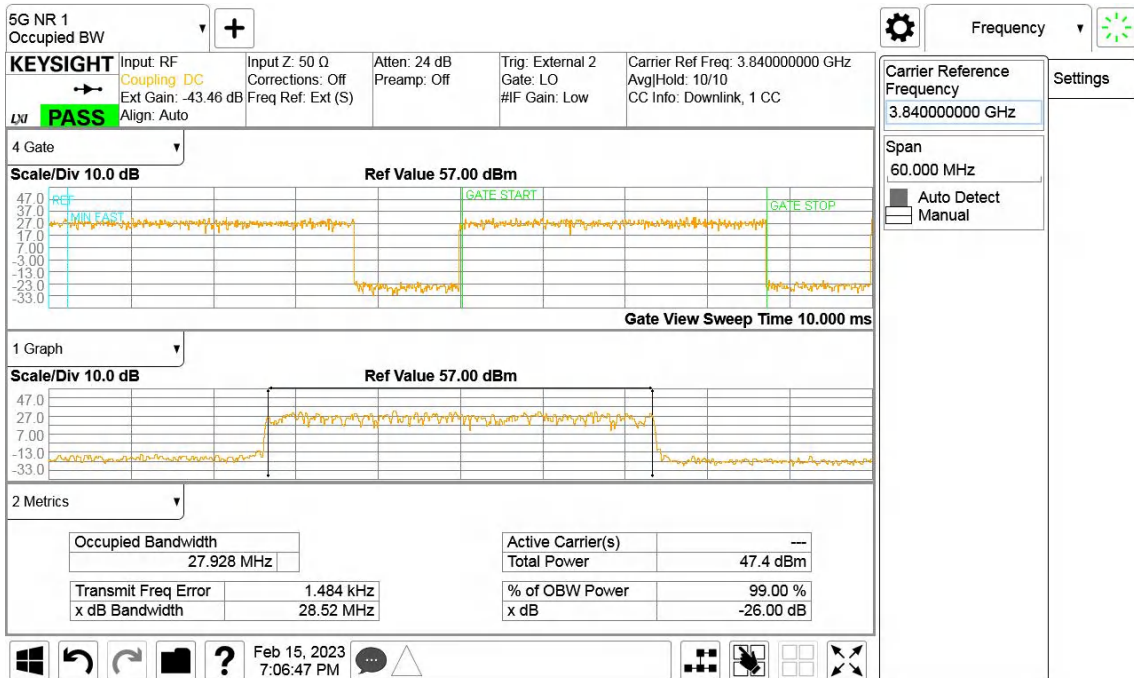 5G NR 1
Occupied BW
Frequency
KEYSIGHT
LXI
PASS
Input: RF
Coupling: DC
Ext Gain: -43.46 dB
Align: Auto
Input Z: 50 Ω
Corrections: Off
Freq Ref: Ext (S)
Atten: 24 dB
Preamp: Off
Trig: External 2
Gate: LO
#IF Gain: Low
Carrier Ref Freq: 3.840000000 GHz
Avg|Hold: 10/10
CC Info: Downlink, 1 CC
Carrier Reference
Frequency
3.840000000 GHz
Settings
Span
60.000 MHz
Auto Detect
Manual
4 Gate
Scale/Div 10.0 dB
Ref Value 57.00 dBm
47.0
37.0
27.0
17.0
7.00
-3.00
-13.0
-23.0
-33.0
REF
MIN FAST
GATE START
GATE STOP
Gate View Sweep Time 10.000 ms
1 Graph
Scale/Div 10.0 dB
Ref Value 57.00 dBm
47.0
27.0
7.00
-13.0
-33.0
2 Metrics
Occupied Bandwidth
27.928 MHz
Transmit Freq Error 1.484 kHz
x dB Bandwidth 28.52 MHz
Active Carrier(s) ---
Total Power 47.4 dBm
% of OBW Power 99.00 %
x dB -26.00 dB
?
Feb 15, 2023
7:06:47 PM